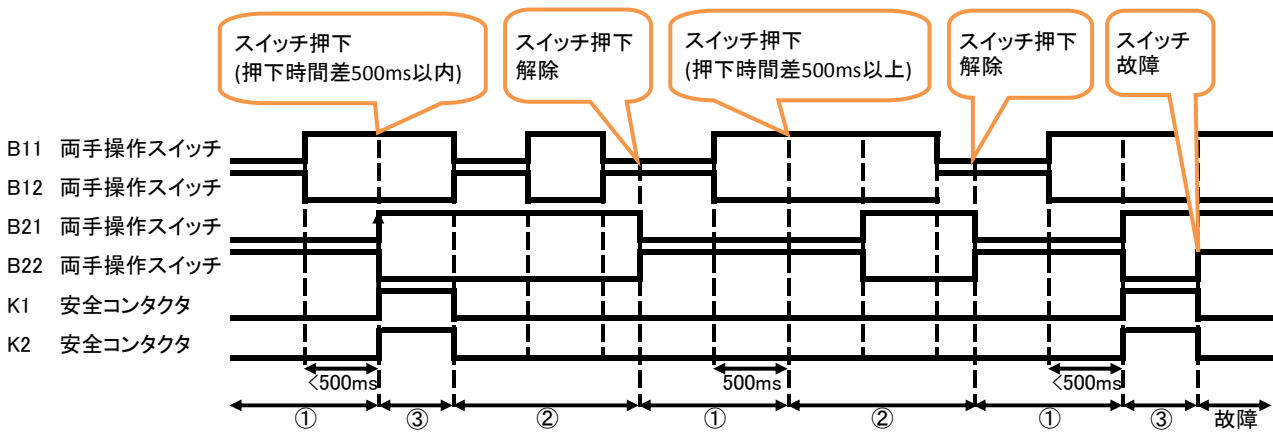 スイッチ押下
(押下時間差500ms以内)
スイッチ押下
解除
スイッチ押下
(押下時間差500ms以上)
スイッチ押下
解除
スイッチ
故障
B11 両手操作スイッチ
B12 両手操作スイッチ
B21 両手操作スイッチ
B22 両手操作スイッチ
K1 安全コンタクタ
K2 安全コンタクタ
<500ms
500ms
<500ms
① ③ ② ① ② ① ③ 故障